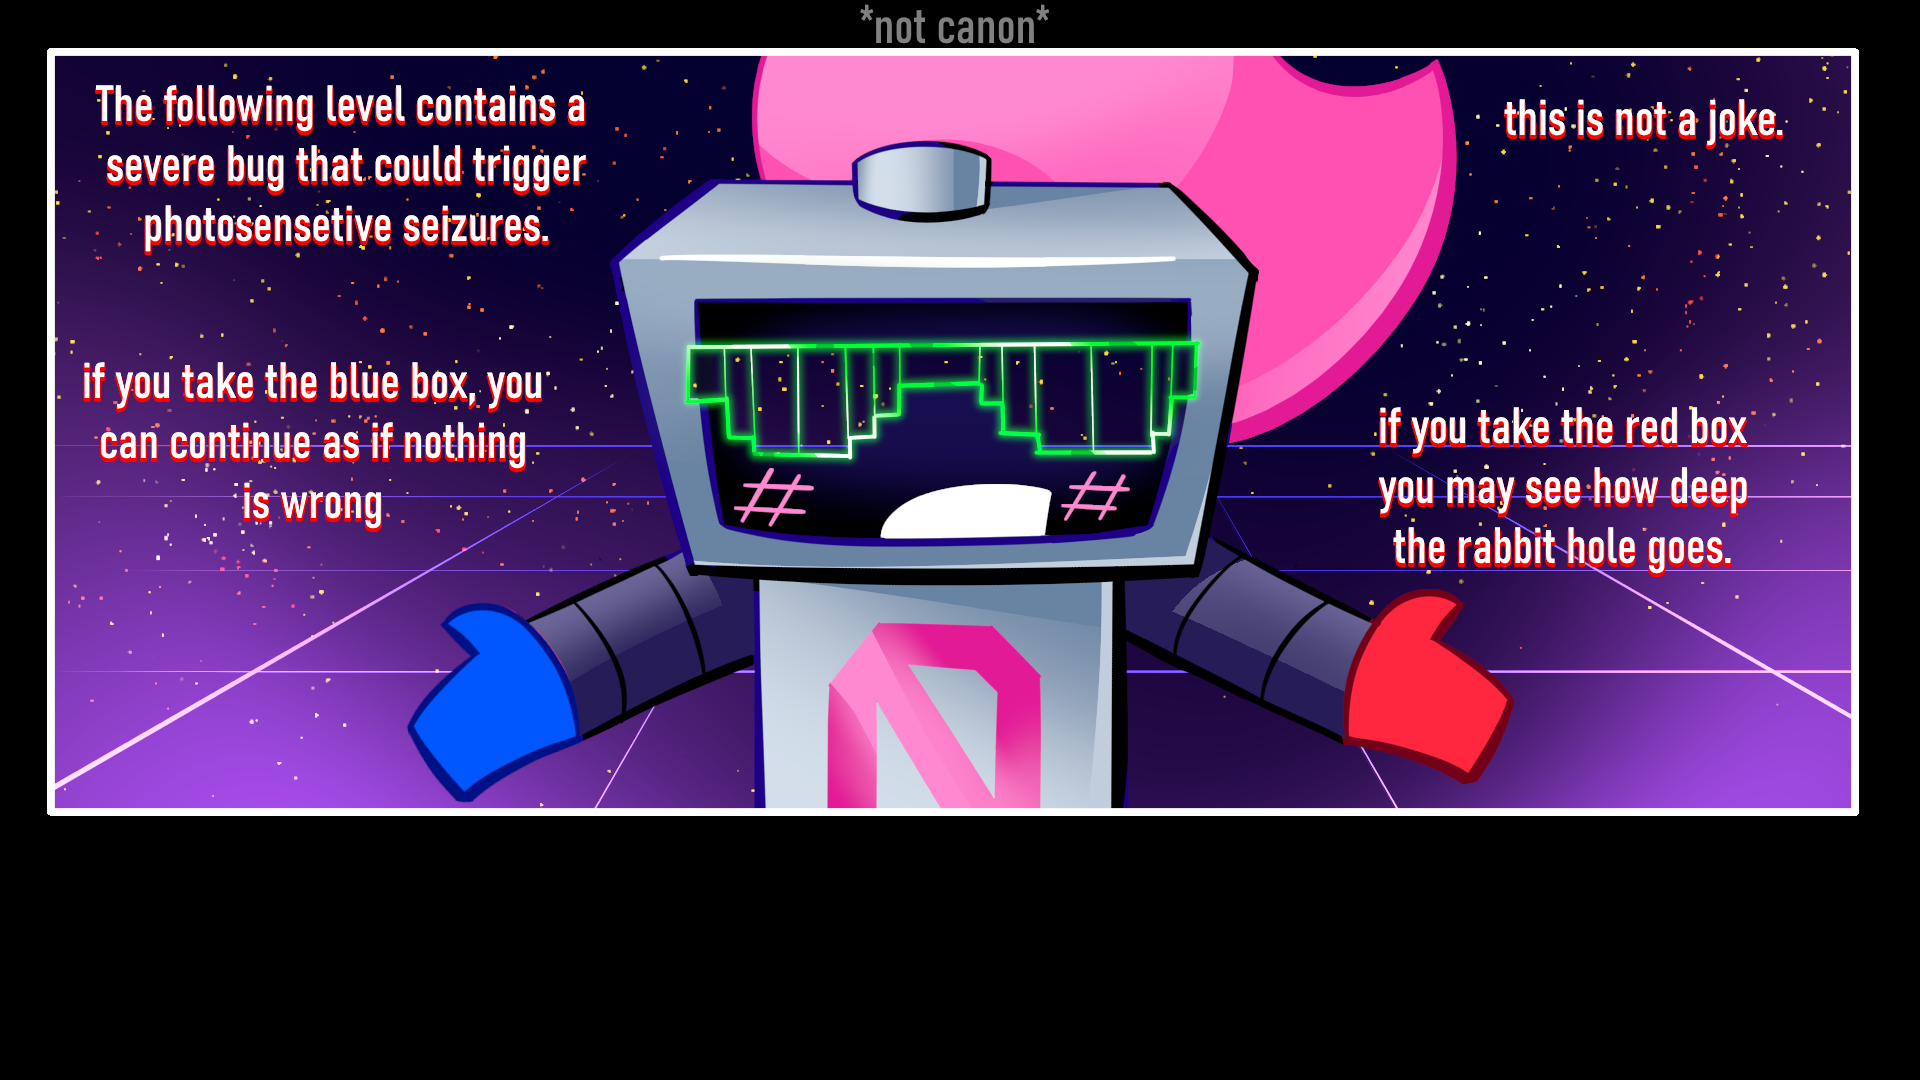 *not canon*
The following level contains a
severe bug that could trigger
photosensetive seizures.
this is not a joke.
if you take the blue box, you
can continue as if nothing
is wrong
if you take the red box
you may see how deep
the rabbit hole goes.